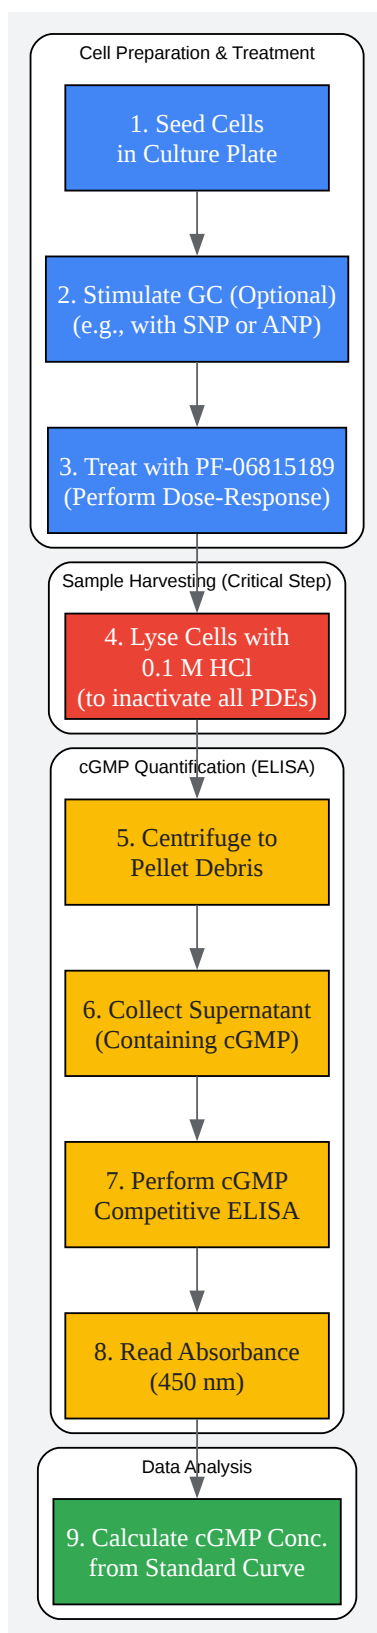 Cell Preparation & Treatment
1. Seed Cells
in Culture Plate
2. Stimulate GC (Optional)
(e.g., with SNP or ANP)
3. Treat with PF-06815189
(Perform Dose-Response)
Sample Harvesting (Critical Step)
4. Lyse Cells with
0.1 M HCl
(to inactivate all PDEs)
cGMP Quantification (ELISA)
5. Centrifuge to
Pellet Debris
6. Collect Supernatant
(Containing cGMP)
7. Perform cGMP
Competitive ELISA
8. Read Absorbance
(450 nm)
Data Analysis
9. Calculate cGMP Conc.
from Standard Curve